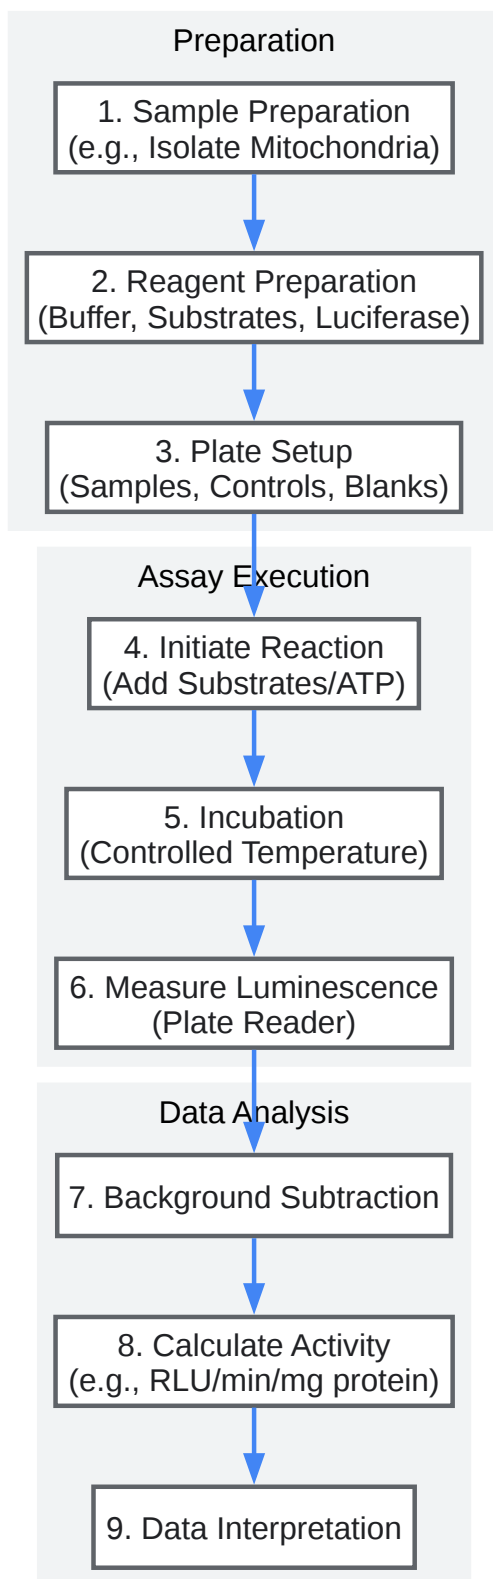 Preparation
1. Sample Preparation
(e.g., Isolate Mitochondria)
2. Reagent Preparation
(Buffer, Substrates, Luciferase)
3. Plate Setup
(Samples, Controls, Blanks)
Assay Execution
4. Initiate Reaction
(Add Substrates/ATP)
5. Incubation
(Controlled Temperature)
6. Measure Luminescence
(Plate Reader)
Data Analysis
7. Background Subtraction
8. Calculate Activity
(e.g., RLU/min/mg protein)
9. Data Interpretation